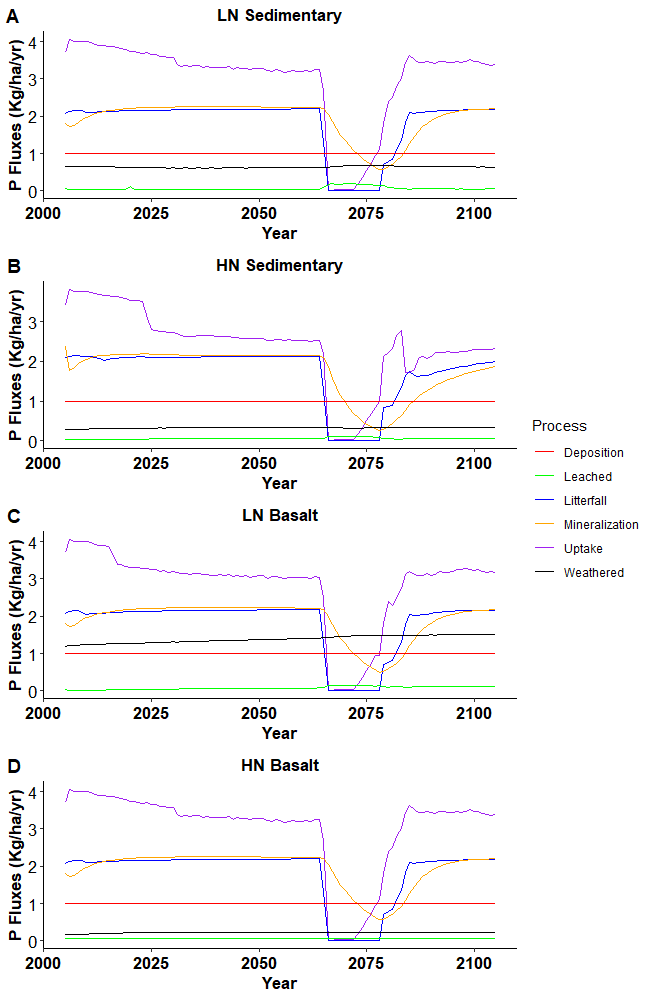 A
LN Sedimentary
P Fluxes (Kg/ha/yr)
4
3
2
1
0
2000 2025 2050 2075 2100
Year
B
HN Sedimentary
P Fluxes (Kg/ha/yr)
3
2
1
0
2000 2025 2050 2075 2100
Year
Process
Deposition
Leached
Litterfall
Mineralization
Uptake
Weathered
C
LN Basalt
P Fluxes (Kg/ha/yr)
4
3
2
1
0
2000 2025 2050 2075 2100
Year
D
HN Basalt
P Fluxes (Kg/ha/yr)
4
3
2
1
0
2000 2025 2050 2075 2100
Year